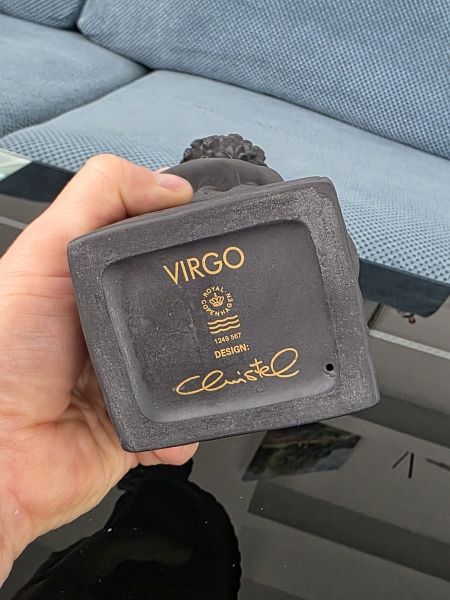 VIRGO
ROYAL COPENHAGEN
1249 567
DESIGN:
Christel